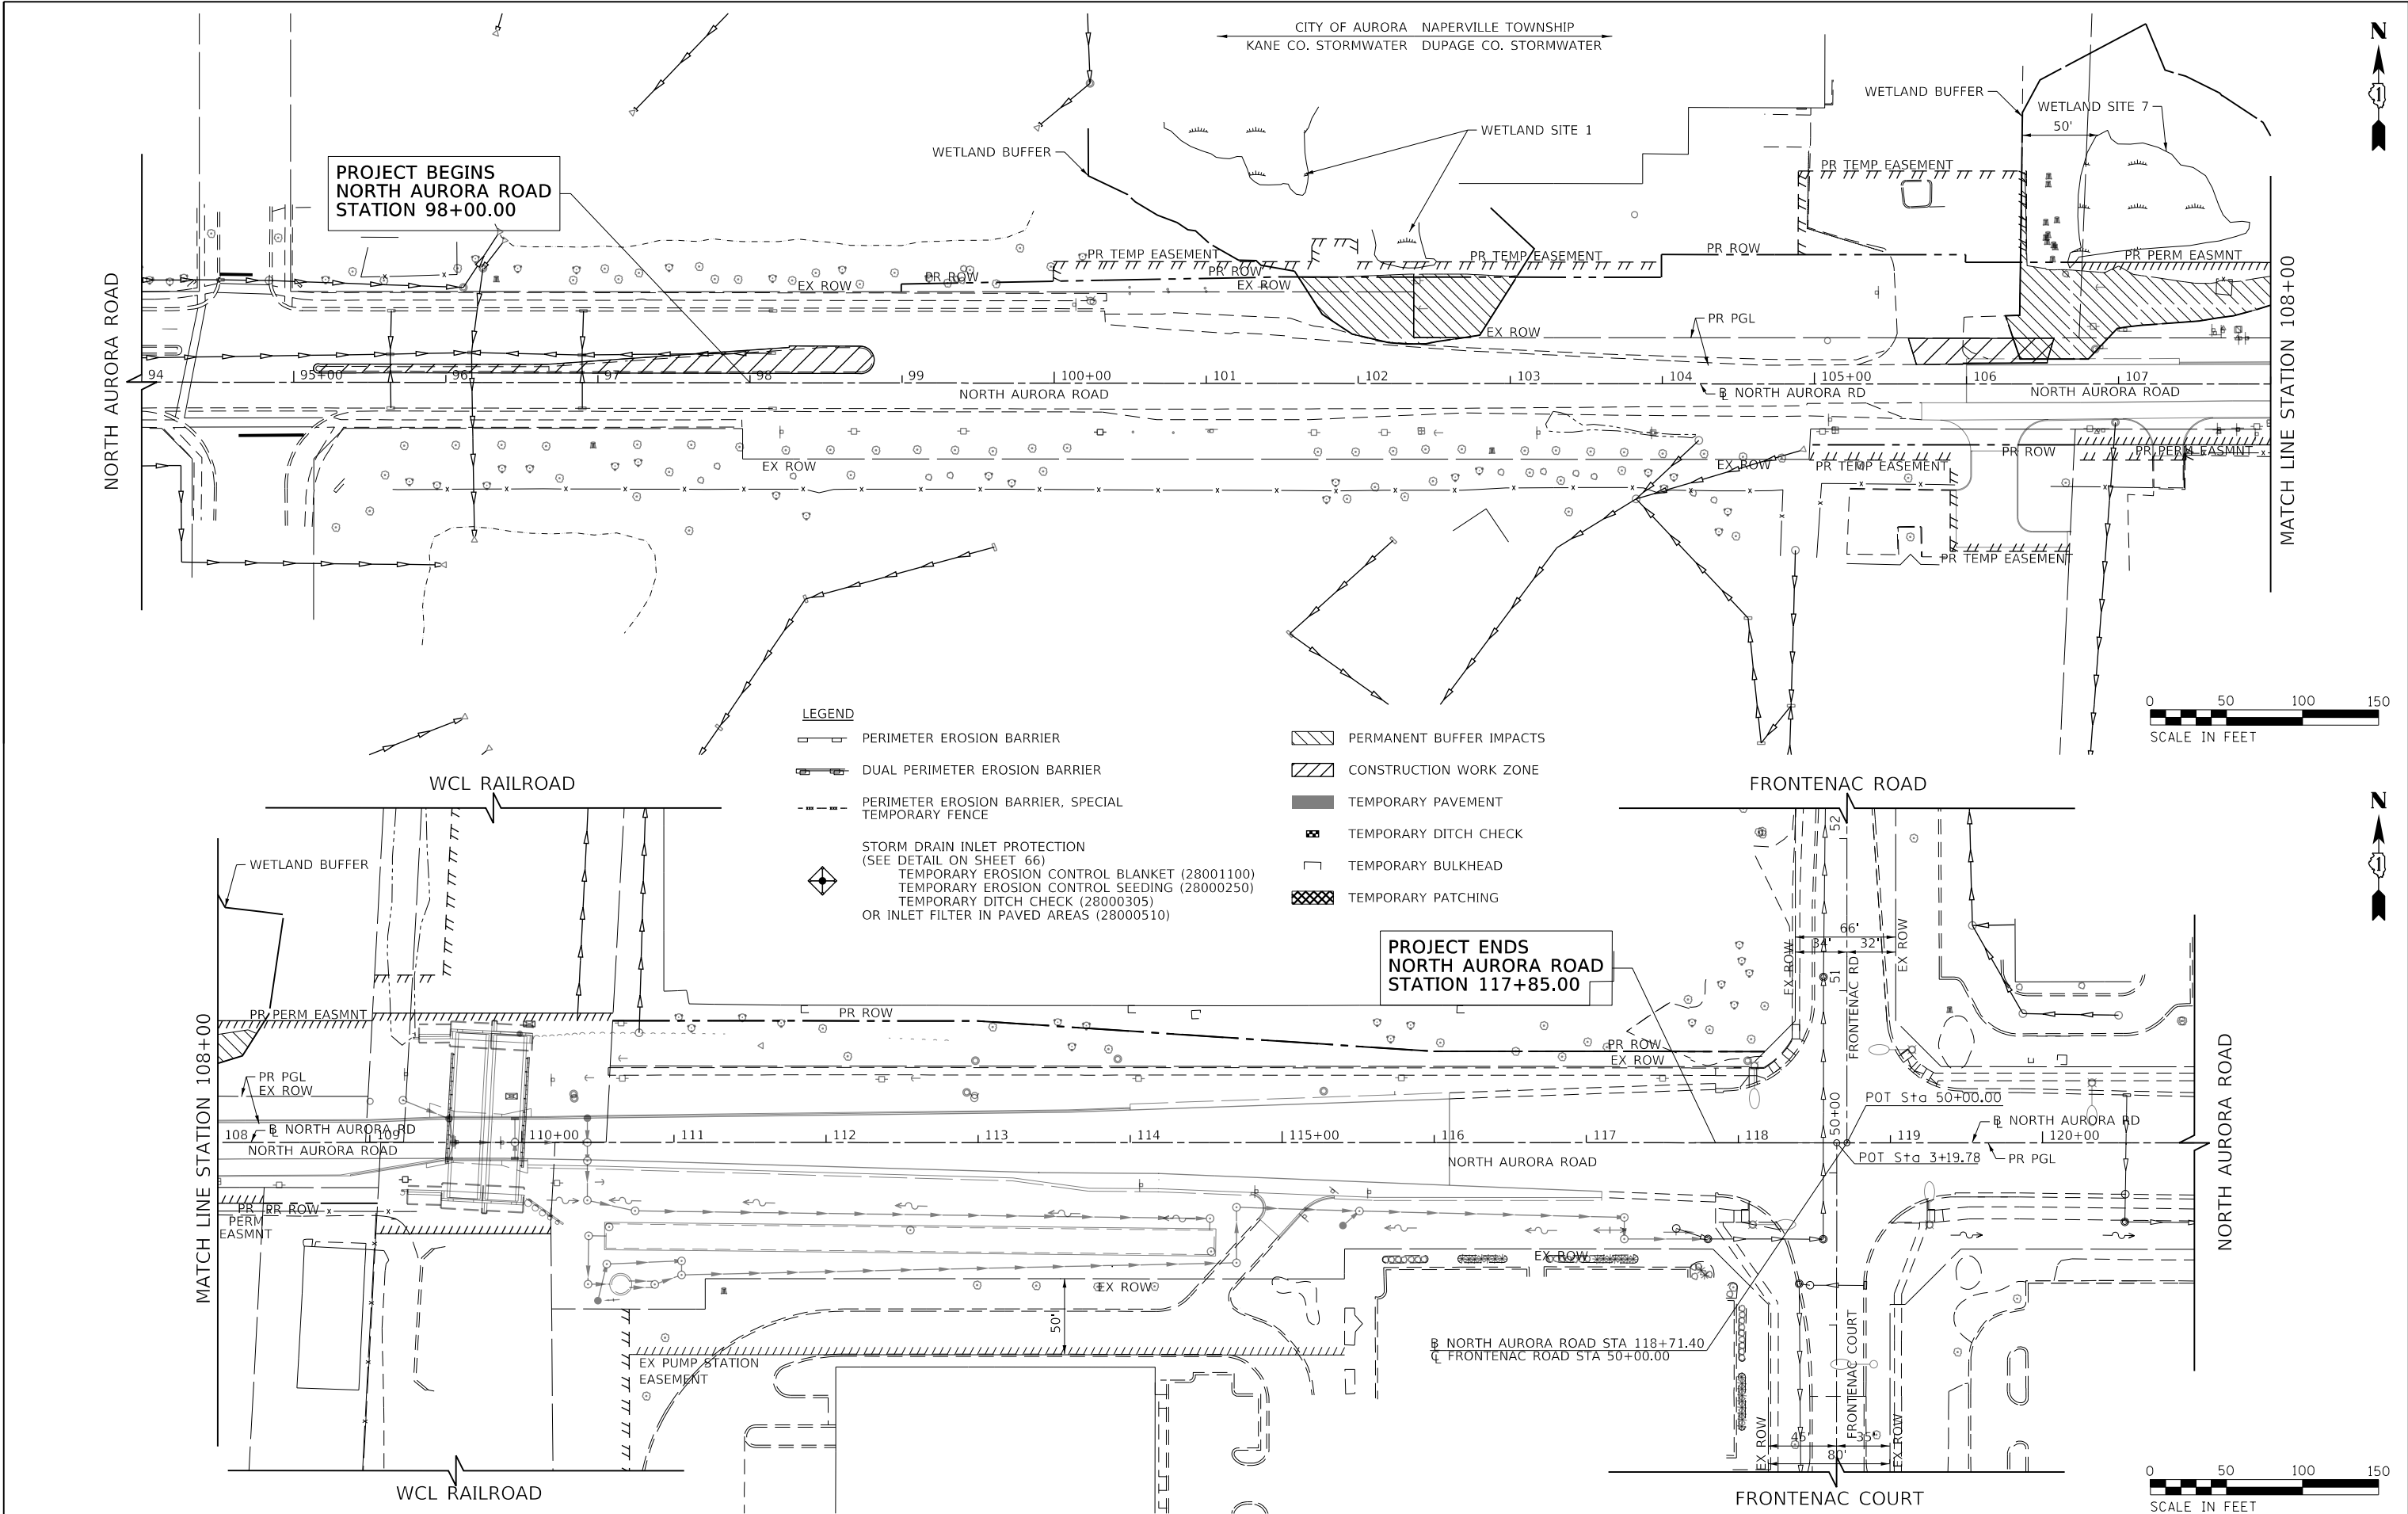 CITY OF AURORA NAPERVILLE TOWNSHIP
KANE CO. STORMWATER DUPAGE CO. STORMWATER
N
1
WETLAND BUFFER
WETLAND SITE 7
50'
WETLAND SITE 1
WETLAND BUFFER
PROJECT BEGINS
NORTH AURORA ROAD
STATION 98+00.00
PR TEMP EASEMENT
PR ROW
PR TEMP EASEMENT
PR TEMP EASEMENT
PR PERM EASMNT
PR ROW
PR ROW
EX ROW
EX ROW
EX ROW
PR PGL
NORTH AURORA ROAD
94
95+00
96
97
98
99
100+00
101
102
103
104
105+00
106
107
NORTH AURORA ROAD
BL NORTH AURORA RD
NORTH AURORA ROAD
MATCH LINE STATION 108+00
EX ROW
EX ROW
PR TEMP EASEMENT
PR ROW
PR PERM EASMNT
PR TEMP EASEMENT
0 50 100 150
SCALE IN FEET
LEGEND
PERIMETER EROSION BARRIER
DUAL PERIMETER EROSION BARRIER
PERIMETER EROSION BARRIER, SPECIAL
TEMPORARY FENCE
STORM DRAIN INLET PROTECTION
(SEE DETAIL ON SHEET 66)
TEMPORARY EROSION CONTROL BLANKET (28001100)
TEMPORARY EROSION CONTROL SEEDING (28000250)
TEMPORARY DITCH CHECK (28000305)
OR INLET FILTER IN PAVED AREAS (28000510)
PERMANENT BUFFER IMPACTS
CONSTRUCTION WORK ZONE
TEMPORARY PAVEMENT
TEMPORARY DITCH CHECK
TEMPORARY BULKHEAD
TEMPORARY PATCHING
WCL RAILROAD
FRONTENAC ROAD
N
1
WETLAND BUFFER
PROJECT ENDS
NORTH AURORA ROAD
STATION 117+85.00
52
66'
34'
32'
EX ROW
EX ROW
51
FRONTENAC RD
50+00
PR PERM EASMNT
PR ROW
PR ROW
EX ROW
PR PGL
EX ROW
MATCH LINE STATION 108+00
BL NORTH AURORA RD
NORTH AURORA ROAD
108
109
110+00
111
112
113
114
115+00
116
117
118
119
120+00
NORTH AURORA ROAD
POT Sta 50+00.00
BL NORTH AURORA RD
POT Sta 3+19.78
PR PGL
NORTH AURORA ROAD
PR ROW
PR
PERM
EASMNT
EX ROW
EX ROW
50'
EX PUMP STATION
EASEMENT
BL NORTH AURORA ROAD STA 118+71.40
CL FRONTENAC ROAD STA 50+00.00
FRONTENAC COURT
EX ROW
EX ROW
45'
35'
80'
WCL RAILROAD
FRONTENAC COURT
0 50 100 150
SCALE IN FEET